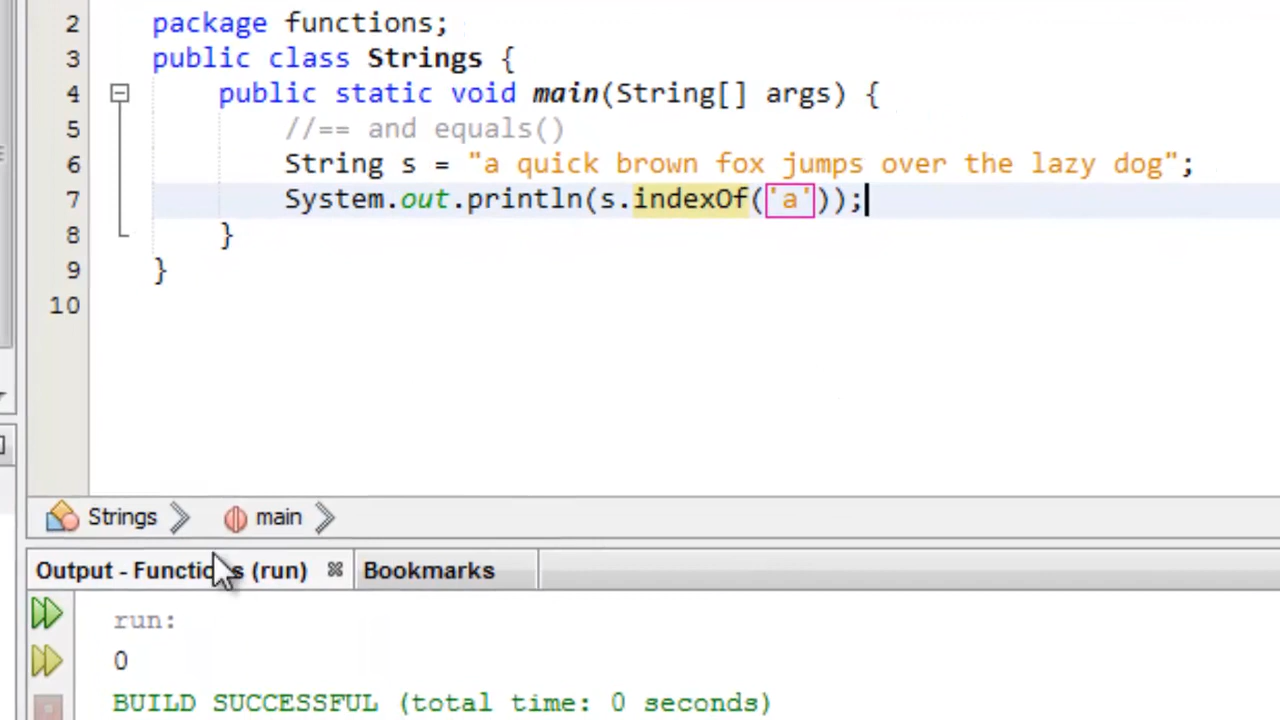 2 package functions;
3 public class Strings {
4 public static void main(String[] args) {
5 //== and equals()
6 String s = "a quick brown fox jumps over the lazy dog";
7 System.out.println(s.indexOf('a'));
8 }
9 }
10
Strings main
Output - Functions (run) Bookmarks
run:
0
BUILD SUCCESSFUL (total time: 0 seconds)